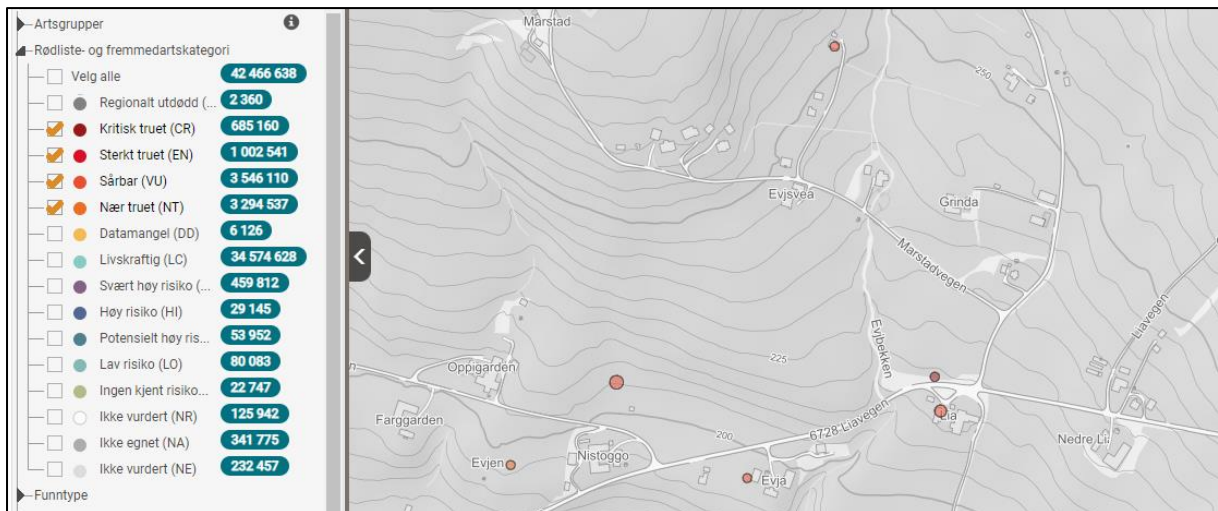 Artsgrupper
Rødliste- og fremmedartskategori
Velg alle 42 466 638
Regionalt utdødd (... 2 360
Kritisk truet (CR) 685 160
Sterkt truet (EN) 1 002 541
Sårbar (VU) 3 546 110
Nær truet (NT) 3 294 537
Datamangel (DD) 6 126
Livskraftig (LC) 34 574 628
Svært høy risiko (... 459 812
Høy risiko (HI) 29 145
Potensielt høy ris... 53 952
Lav risiko (LO) 80 083
Ingen kjent risiko... 22 747
Ikke vurdert (NR) 125 942
Ikke egnet (NA) 341 775
Ikke vurdert (NE) 232 457
Funntype
Marstad
250
Evjsvea
Grinda
Marstadvegen
Liavegen
Evjbekken
225
Oppigarden
Farggarden
Lia
6728-Liavegen
200
Nedre Li
Evjen
Nistoggo
Evja